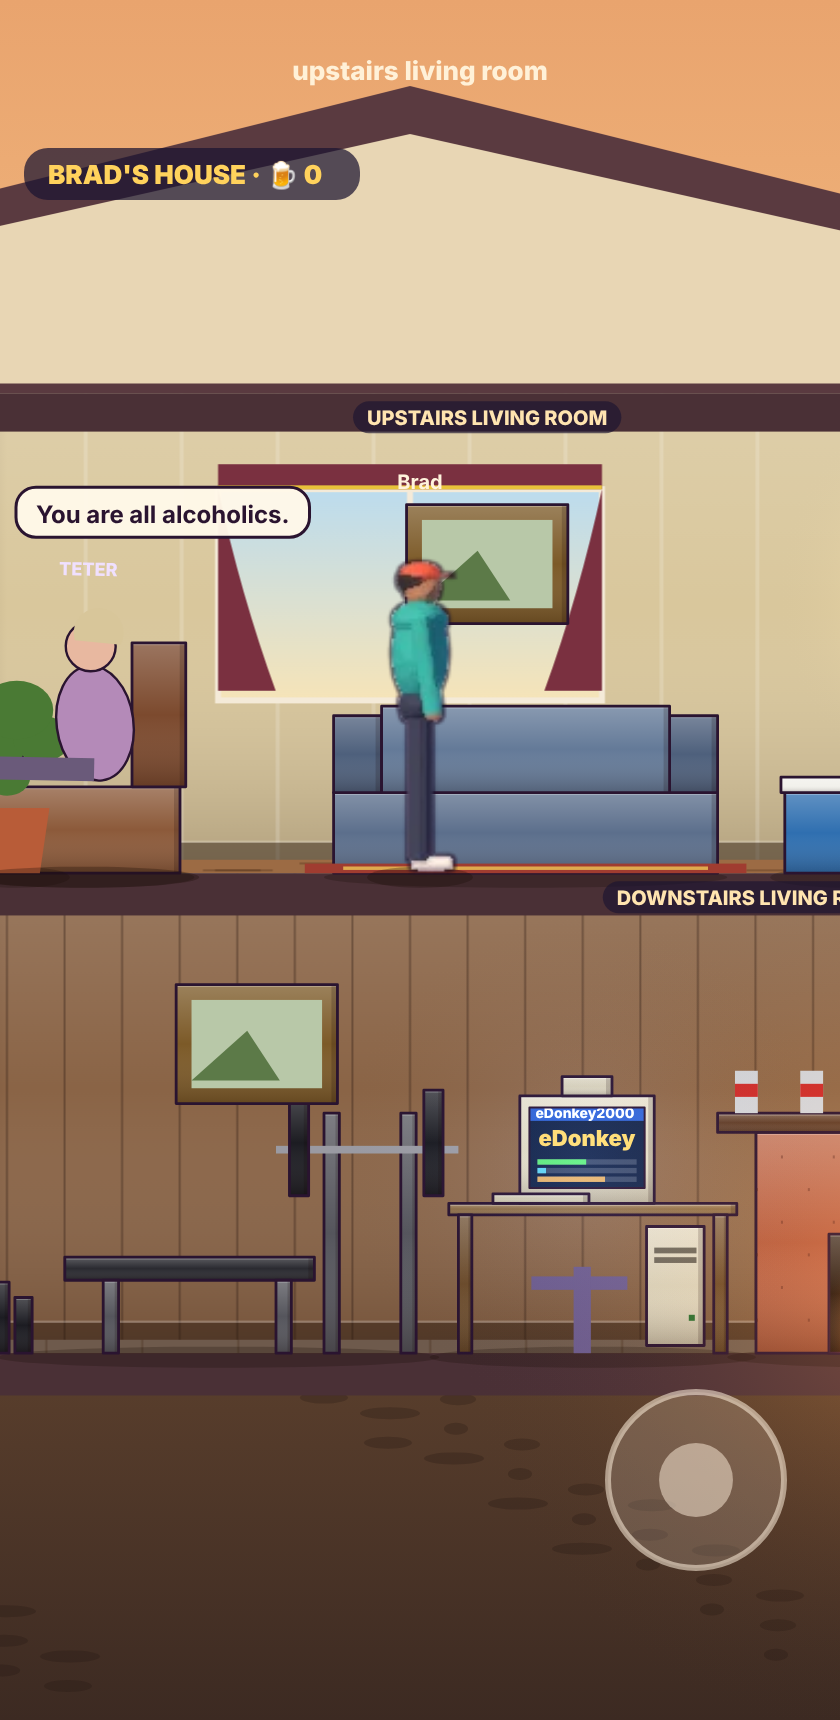 upstairs living room
BRAD'S HOUSE · 🍺 0
UPSTAIRS LIVING ROOM
Brad
You are all alcoholics.
TETER
DOWNSTAIRS LIVING R
eDonkey2000
eDonkey